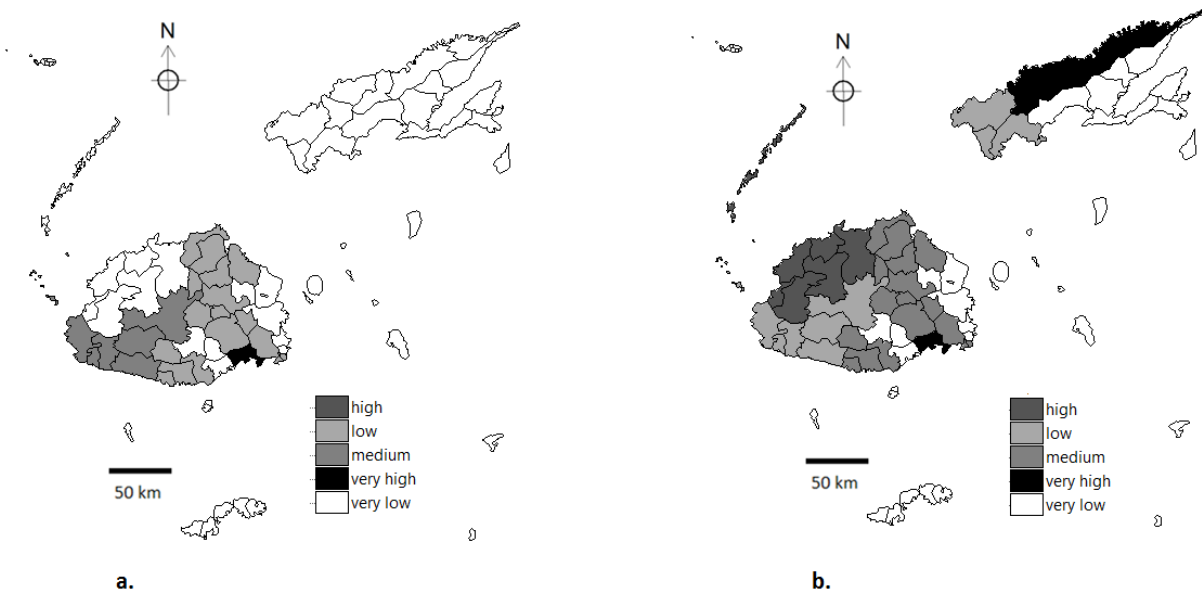 N
high
low
medium
very high
very low
50 km
a.
N
high
low
medium
very high
very low
50 km
b.